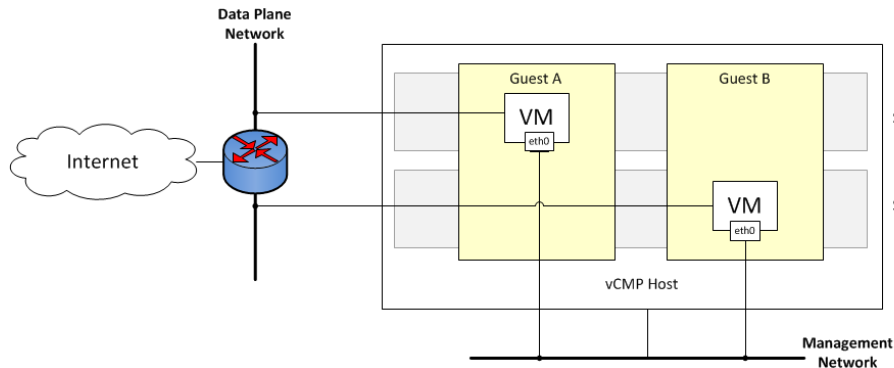 Data Plane
Network
Guest A
Guest B
VM
eth0
Internet
VM
eth0
vCMP Host
Management
Network